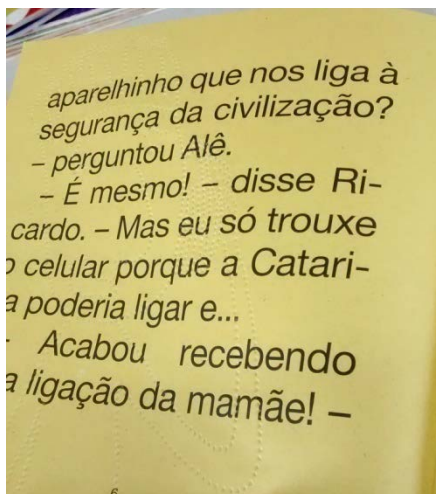 aparelhinho que nos liga à
segurança da civilização?
– perguntou Alê.
– É mesmo! – disse Ri-
cardo. – Mas eu só trouxe
o celular porque a Catari-
a poderia ligar e...
- Acabou recebendo
a ligação da mamãe! –
6